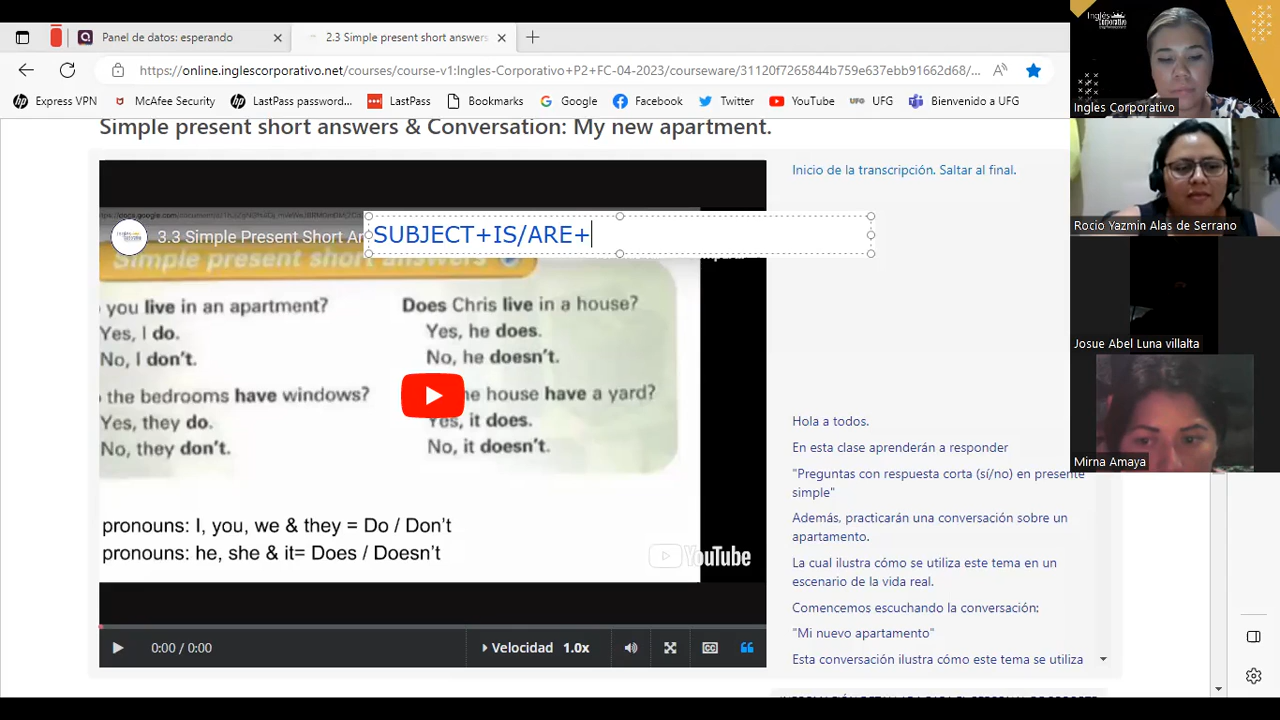 Panel de datos: esperando
2.3 Simple present short answers
https://online.inglescorporativo.net/courses/course-v1:Ingles-Corporativo+P2+FC-04-2023/courseware/31120f7265844b759e637ebb91662d68/...
Express VPN
McAfee Security
LastPass password...
LastPass
Bookmarks
Google
Facebook
Twitter
YouTube
UFG
Bienvenido a UFG
Simple present short answers & Conversation: My new apartment.
3.3 Simple Present Short An
SUBJECT+IS/ARE+
Simple present short answers
you live in an apartment?
Yes, I do.
No, I don't.
the bedrooms have windows?
Yes, they do.
No, they don't.
Does Chris live in a house?
Yes, he does.
No, he doesn't.
he house have a yard?
Yes, it does.
No, it doesn't.
pronouns: I, you, we & they = Do / Don't
pronouns: he, she & it= Does / Doesn't
YouTube
0:00 / 0:00
Velocidad 1.0x
Inicio de la transcripción. Saltar al final.
Hola a todos.
En esta clase aprenderán a responder
"Preguntas con respuesta corta (sí/no) en presente
simple"
Además, practicarán una conversación sobre un
apartamento.
La cual ilustra cómo se utiliza este tema en un
escenario de la vida real.
Comencemos escuchando la conversación:
"Mi nuevo apartamento"
Esta conversación ilustra cómo este tema se utiliza
Inglés
Corporativo
Ingles Corporativo
Rocio Yazmin Alas de Serrano
Josue Abel Luna villalta
Mirna Amaya